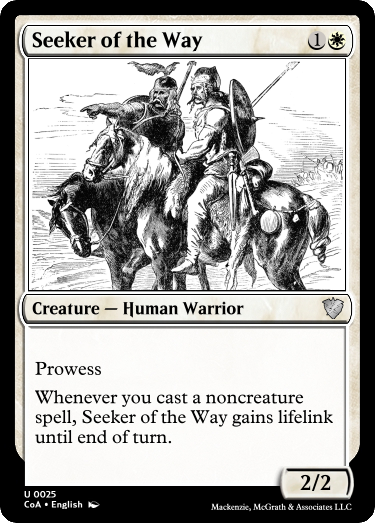 Seeker of the Way 1
Creature — Human Warrior
Prowess
Whenever you cast a noncreature
spell, Seeker of the Way gains lifelink
until end of turn.
2/2
U 0025
CoA • English
Mackenzie, McGrath & Associates LLC